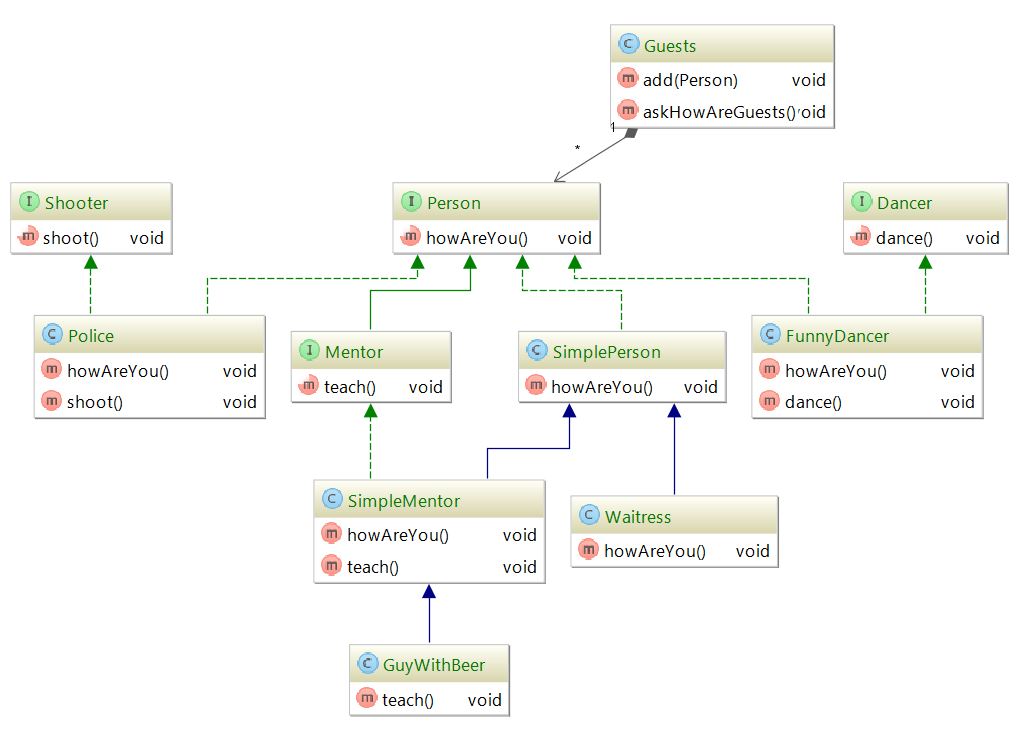 C Guests
m add(Person) void
m askHowAreGuests() void
1
*
I Shooter
m shoot() void
I Person
m howAreYou() void
I Dancer
m dance() void
C Police
m howAreYou() void
m shoot() void
I Mentor
m teach() void
C SimplePerson
m howAreYou() void
C FunnyDancer
m howAreYou() void
m dance() void
C SimpleMentor
m howAreYou() void
m teach() void
C Waitress
m howAreYou() void
C GuyWithBeer
m teach() void